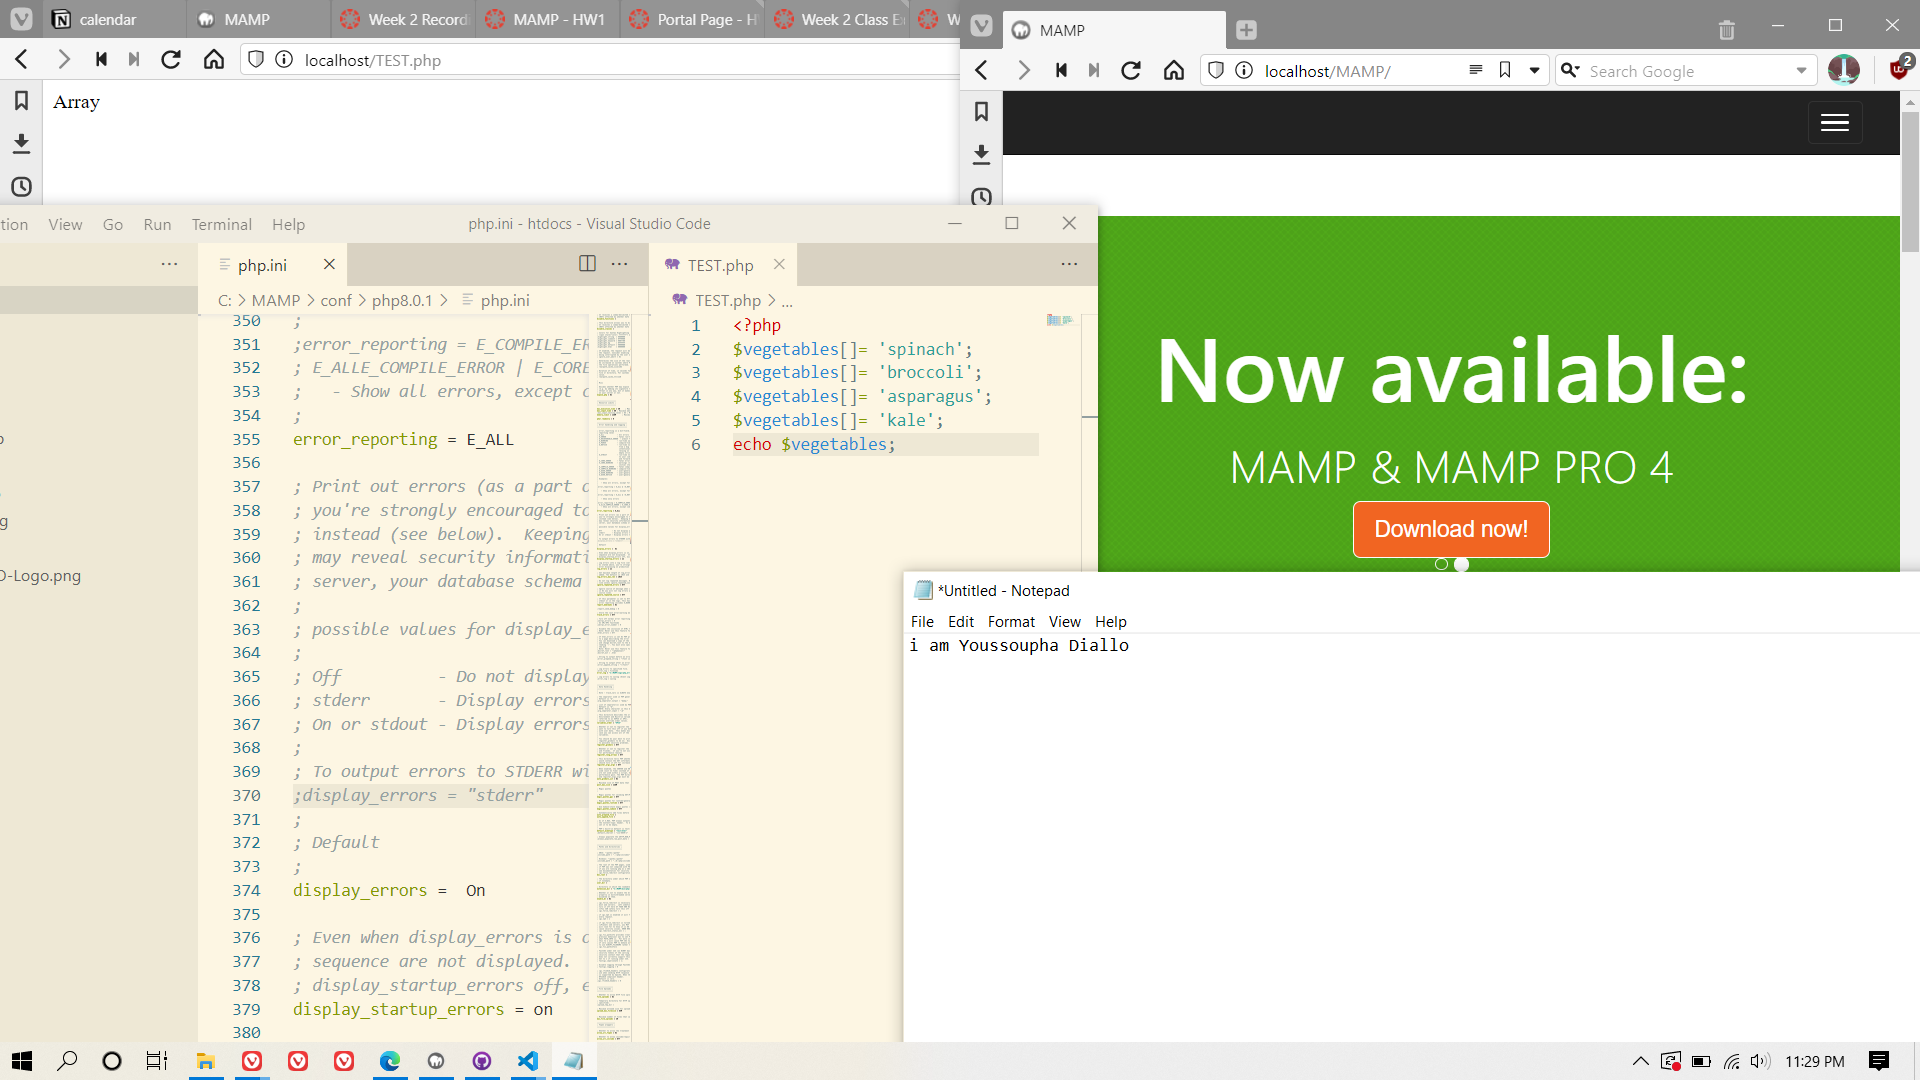 calendar
MAMP
Week 2 Record
MAMP - HW1
Portal Page - H
Week 2 Class E
W
localhost/TEST.php
Array
MAMP
localhost/MAMP/
Search Google
2
Now available:
MAMP & MAMP PRO 4
Download now!
tion View Go Run Terminal Help
php.ini - htdocs - Visual Studio Code
php.ini
TEST.php
C: > MAMP > conf > php8.0.1 > php.ini
TEST.php > ...
g
O-Logo.png
350 ;
351 ;error_reporting = E_COMPILE_ER
352 ; E_ALLE_COMPILE_ERROR | E_CORE
353 ;   - Show all errors, except
354 ;
355 error_reporting = E_ALL
356
357 ; Print out errors (as a part
358 ; you're strongly encouraged to
359 ; instead (see below).  Keeping
360 ; may reveal security informati
361 ; server, your database schema
362 ;
363 ; possible values for display_e
364 ;
365 ; Off          - Do not display
366 ; stderr       - Display errors
367 ; On or stdout - Display errors
368 ;
369 ; To output errors to STDERR wi
370 ;display_errors = "stderr"
371 ;
372 ; Default
373 ;
374 display_errors =  On
375
376 ; Even when display_errors is
377 ; sequence are not displayed.
378 ; display_startup_errors off, e
379 display_startup_errors = on
380
1 <?php
2 $vegetables[]= 'spinach';
3 $vegetables[]= 'broccoli';
4 $vegetables[]= 'asparagus';
5 $vegetables[]= 'kale';
6 echo $vegetables;
*Untitled - Notepad
File Edit Format View Help
i am Youssoupha Diallo
11:29 PM